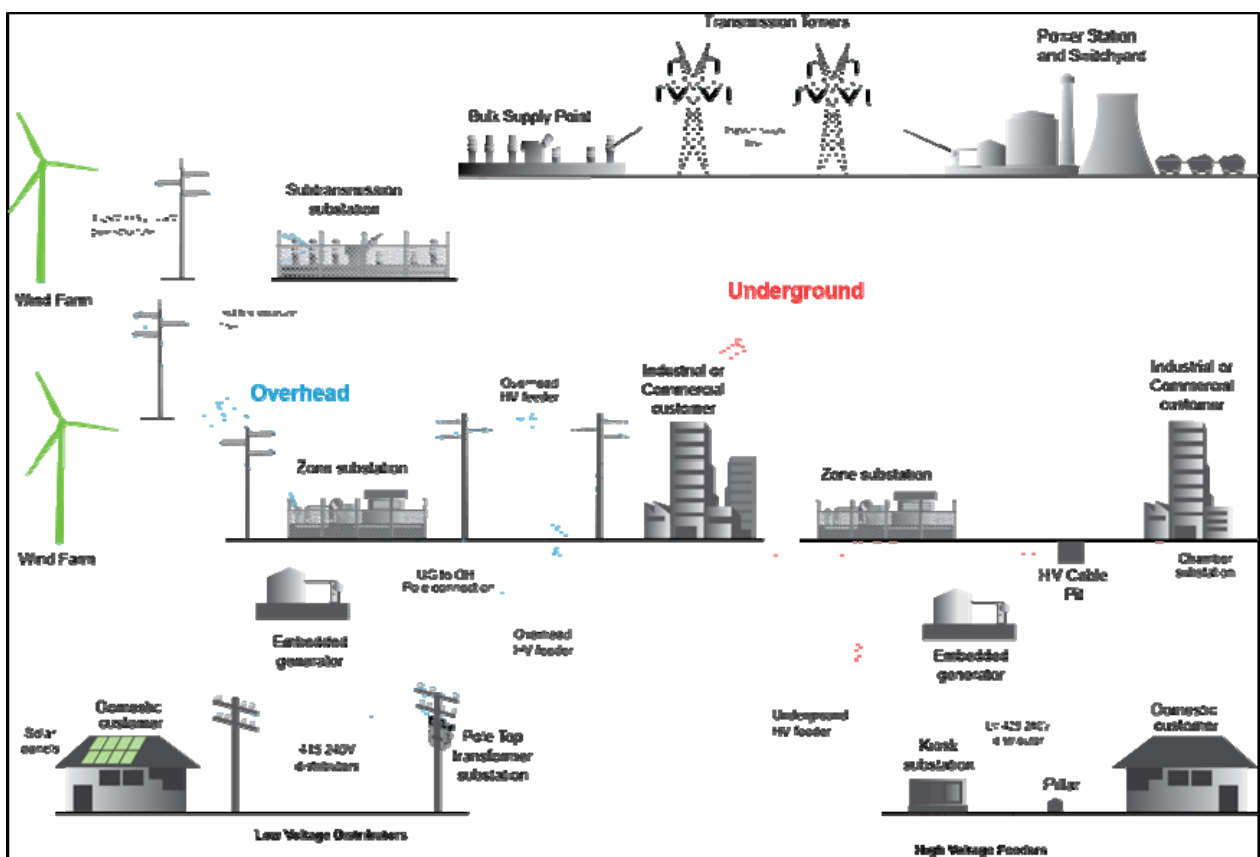 Transmission Towers
Power Station
and Switchyard
Bulk Supply Point
Subtransmission
substation
Wind Farm
Underground
Overhead
Overhead
HV feeder
Industrial or
Commercial
customer
Industrial or
Commercial
customer
Zone substation
Zone substation
Wind Farm
UG to OH
Pole connection
HV Cable
Pit
Chamber
substation
Embedded
generator
Overhead
HV feeder
Embedded
generator
Solar
panels
Domestic
customer
415 240V
distributors
Pole Top
transformer
substation
Underground
HV feeder
Kiosk
substation
415 240V
Pillar
Domestic
customer
Low Voltage Distributors
High Voltage Feeders